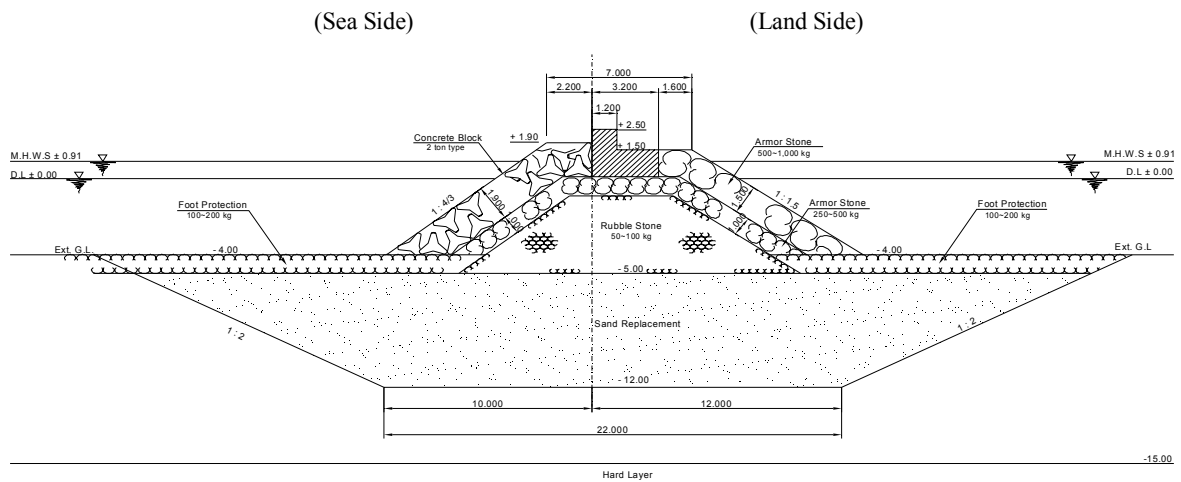 (Sea Side)
(Land Side)
7.000
2.200
3.200
1.600
1.200
+ 2.50
+ 1.90
+ 1.50
Concrete Block
2 ton type
Armor Stone
500~1,000 kg
M.H.W.S ± 0.91
M.H.W.S ± 0.91
D.L ± 0.00
D.L ± 0.00
1 : 4/3
1.900
1.500
1 : 1.5
Foot Protection
100~200 kg
Armor Stone
250~500 kg
Foot Protection
100~200 kg
Rubble Stone
50~100 kg
Ext. G.L
- 4.00
- 4.00
Ext. G.L
- 5.00
Sand Replacement
1 : 2
1 : 2
- 12.00
10.000
12.000
22.000
-15.00
Hard Layer